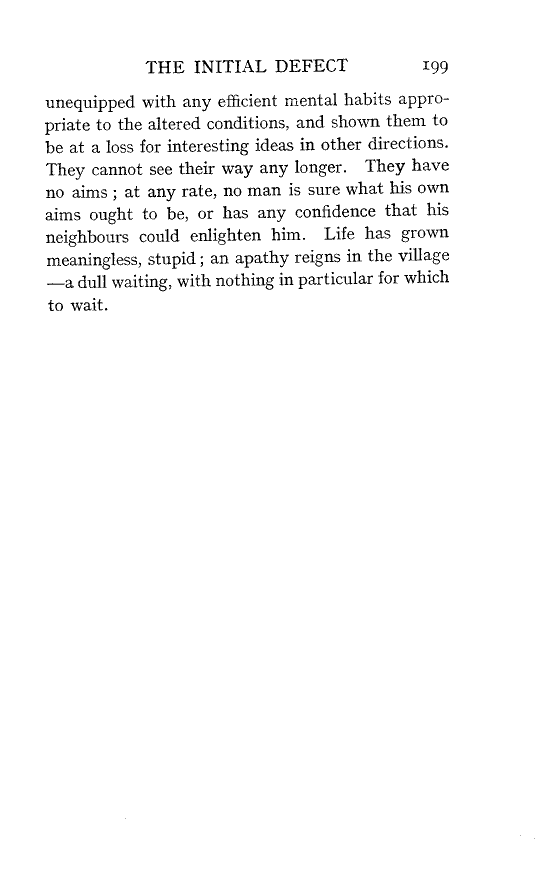 THE INITIAL DEFECT 199
unequipped with any efficient mental habits appro-
priate to the altered conditions, and shown them to
be at a loss for interesting ideas in other directions.
They cannot see their way any longer. They have
no aims ; at any rate, no man is sure what his own
aims ought to be, or has any confidence that his
neighbours could enlighten him. Life has grown
meaningless, stupid ; an apathy reigns in the village
—a dull waiting, with nothing in particular for which
to wait.